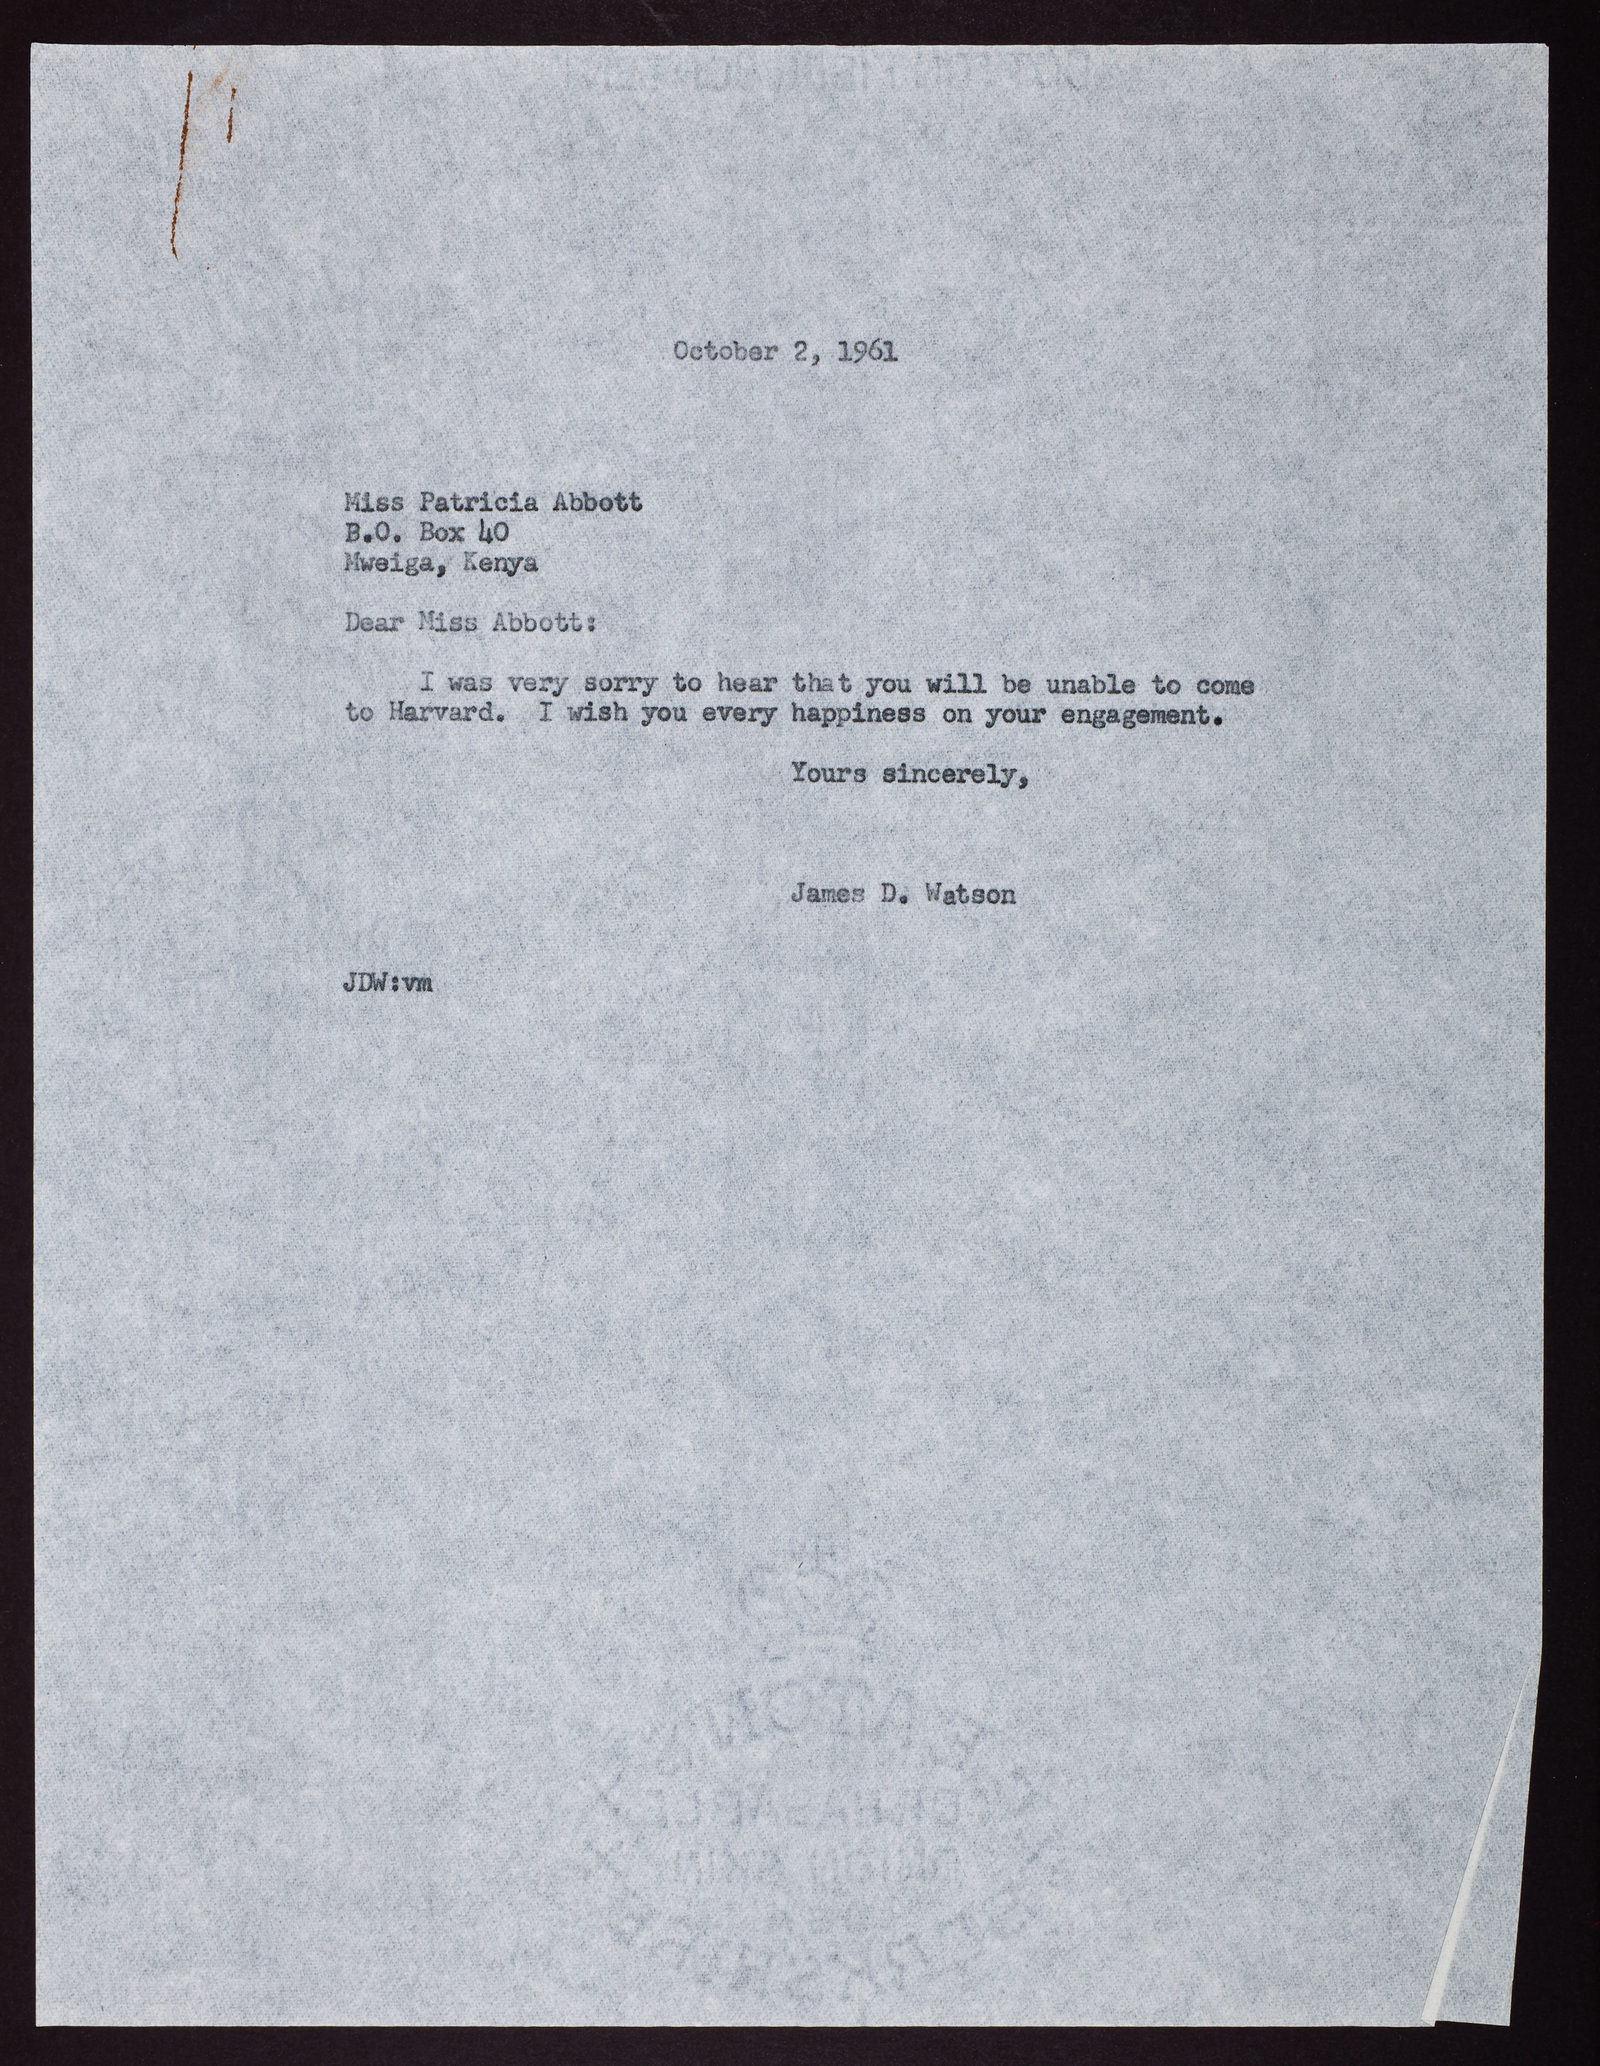 October 2, 1961
Miss Patricia Abbott
B.O. Box 40
Mweiga, Kenya
Dear Miss Abbott:
I was very sorry to hear that you will be unable to come
to Harvard. I wish you every happiness on your engagement.
Yours sincerely,
James D. Watson
JDW:vm